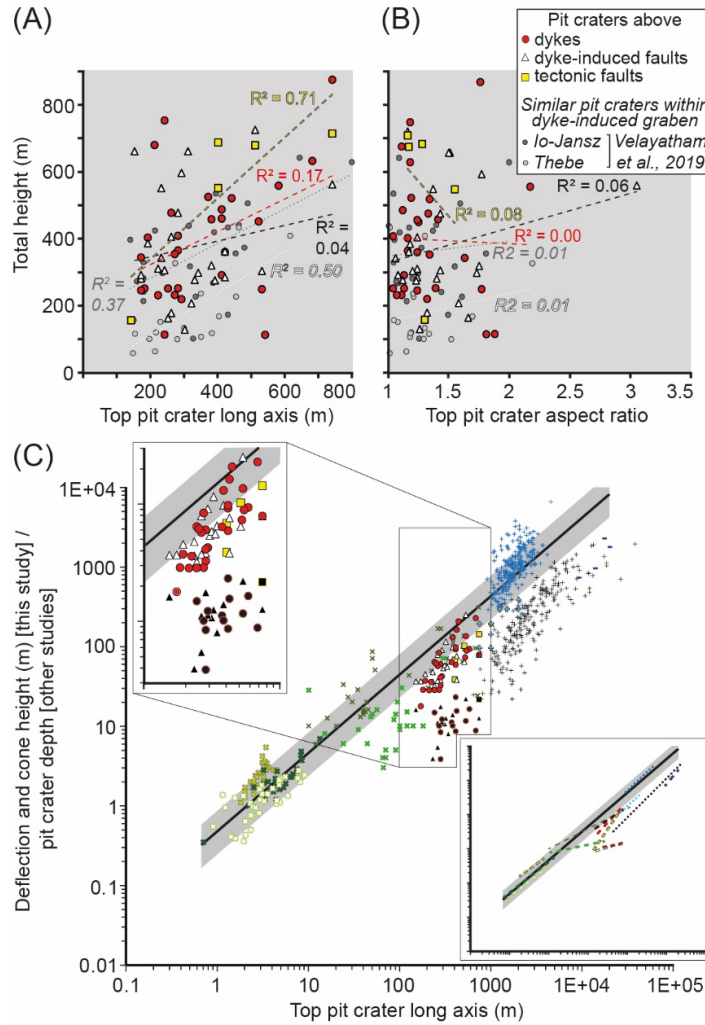 (A)
(B)
Pit craters above
dykes
dyke-induced faults
tectonic faults
Similar pit craters within
dyke-induced graben
Io-Jansz
Thebe
Velayatham
et al., 2019
Total height (m)
900
800
600
400
200
0
R² = 0.71
R² = 0.17
R² =
0.04
R² = 0.50
R² =
0.37
200
400
600
800
Top pit crater long axis (m)
R² = 0.06
R² = 0.08
R² = 0.00
R2 = 0.01
R2 = 0.01
1.0
1.5
2.0
2.5
3.0
3.5
Top pit crater aspect ratio
(C)
Deflection and cone height (m) [this study] /
pit crater depth [other studies]
1E+04
1000
100
10
1
0.1
0.01
0.1
1
10
100
1000
1E+04
1E+05
Top pit crater long axis (m)